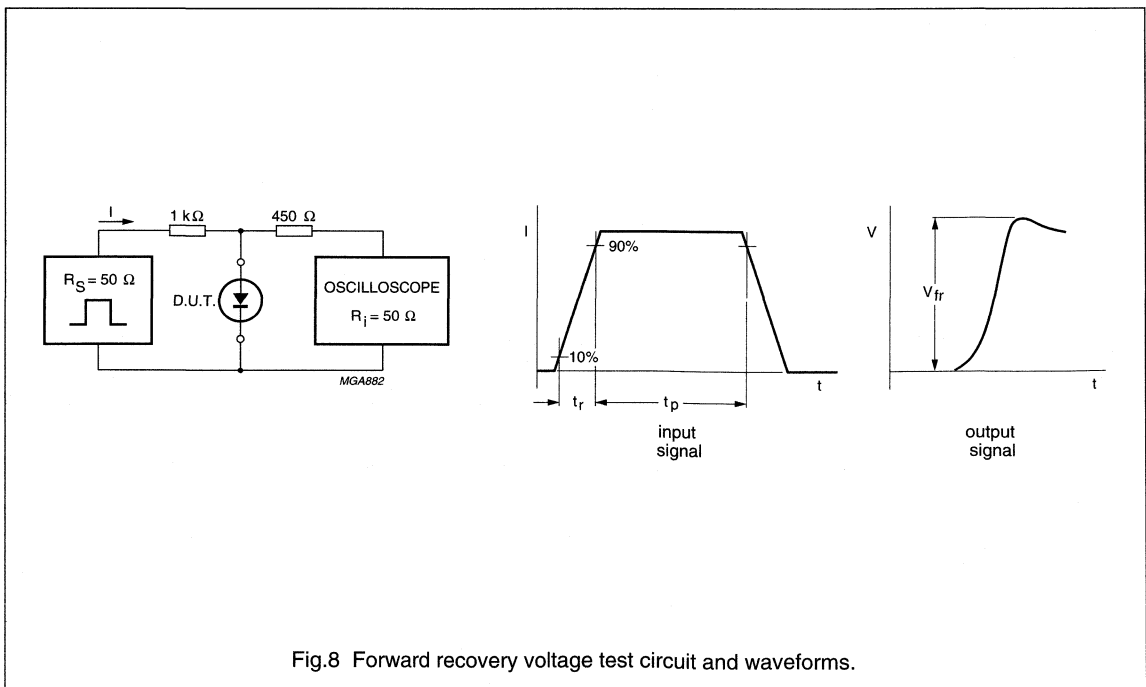 I
1 kΩ
450 Ω
R_S = 50 Ω
D.U.T.
OSCILLOSCOPE
R_i = 50 Ω
MGA882
I
90%
10%
t
t_r
t_p
input
signal
V
V_fr
t
output
signal
Fig.8 Forward recovery voltage test circuit and waveforms.